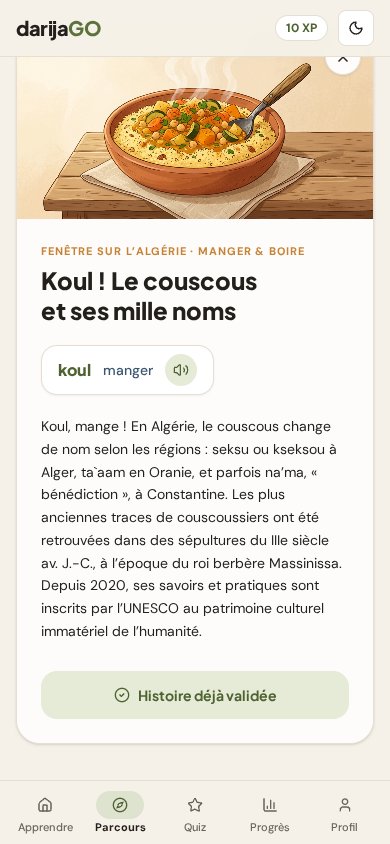 darijaGO
10 XP
FENÊTRE SUR L'ALGÉRIE · MANGER & BOIRE
Koul ! Le couscous
et ses mille noms
koul manger
Koul, mange ! En Algérie, le couscous change
de nom selon les régions : seksu ou kseksou à
Alger, ta`aam en Oranie, et parfois na’ma, «
bénédiction », à Constantine. Les plus
anciennes traces de couscoussiers ont été
retrouvées dans des sépultures du IIIe siècle
av. J.-C., à l’époque du roi berbère Massinissa.
Depuis 2020, ses savoirs et pratiques sont
inscrits par l’UNESCO au patrimoine culturel
immatériel de l’humanité.
Histoire déjà validée
Apprendre Parcours Quiz Progrès Profil